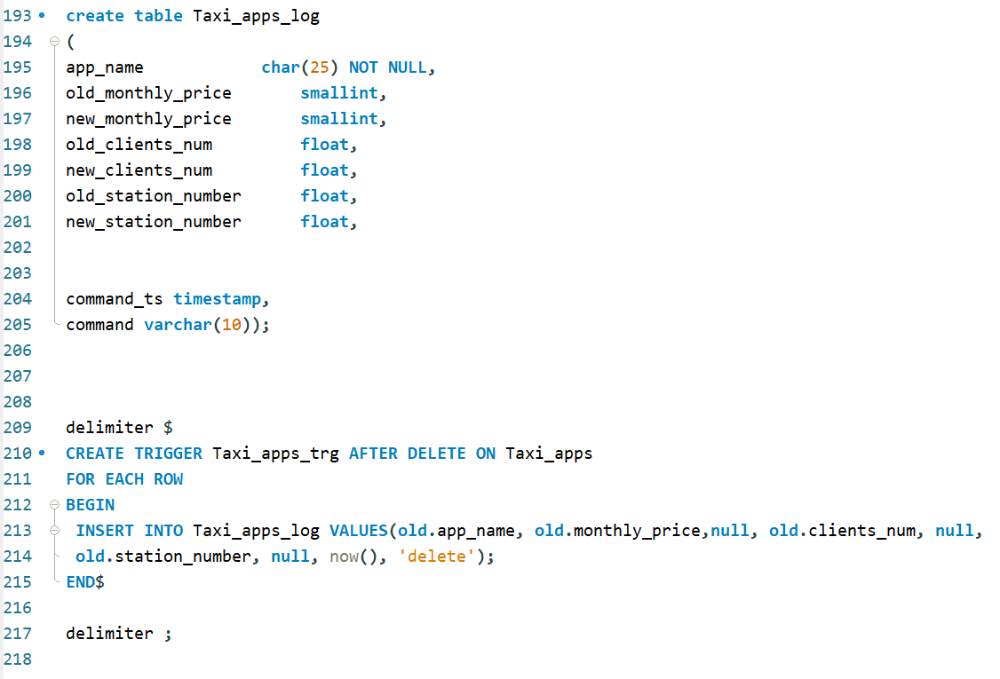 193 create table Taxi_apps_log
194 (
195 app_name char(25) NOT NULL,
196 old_monthly_price smallint,
197 new_monthly_price smallint,
198 old_clients_num float,
199 new_clients_num float,
200 old_station_number float,
201 new_station_number float,
202
203
204 command_ts timestamp,
205 command varchar(10));
206
207
208
209 delimiter $
210 CREATE TRIGGER Taxi_apps_trg AFTER DELETE ON Taxi_apps
211 FOR EACH ROW
212 BEGIN
213 INSERT INTO Taxi_apps_log VALUES(old.app_name, old.monthly_price,null, old.clients_num, null,
214 old.station_number, null, now(), 'delete');
215 END$
216
217 delimiter ;
218